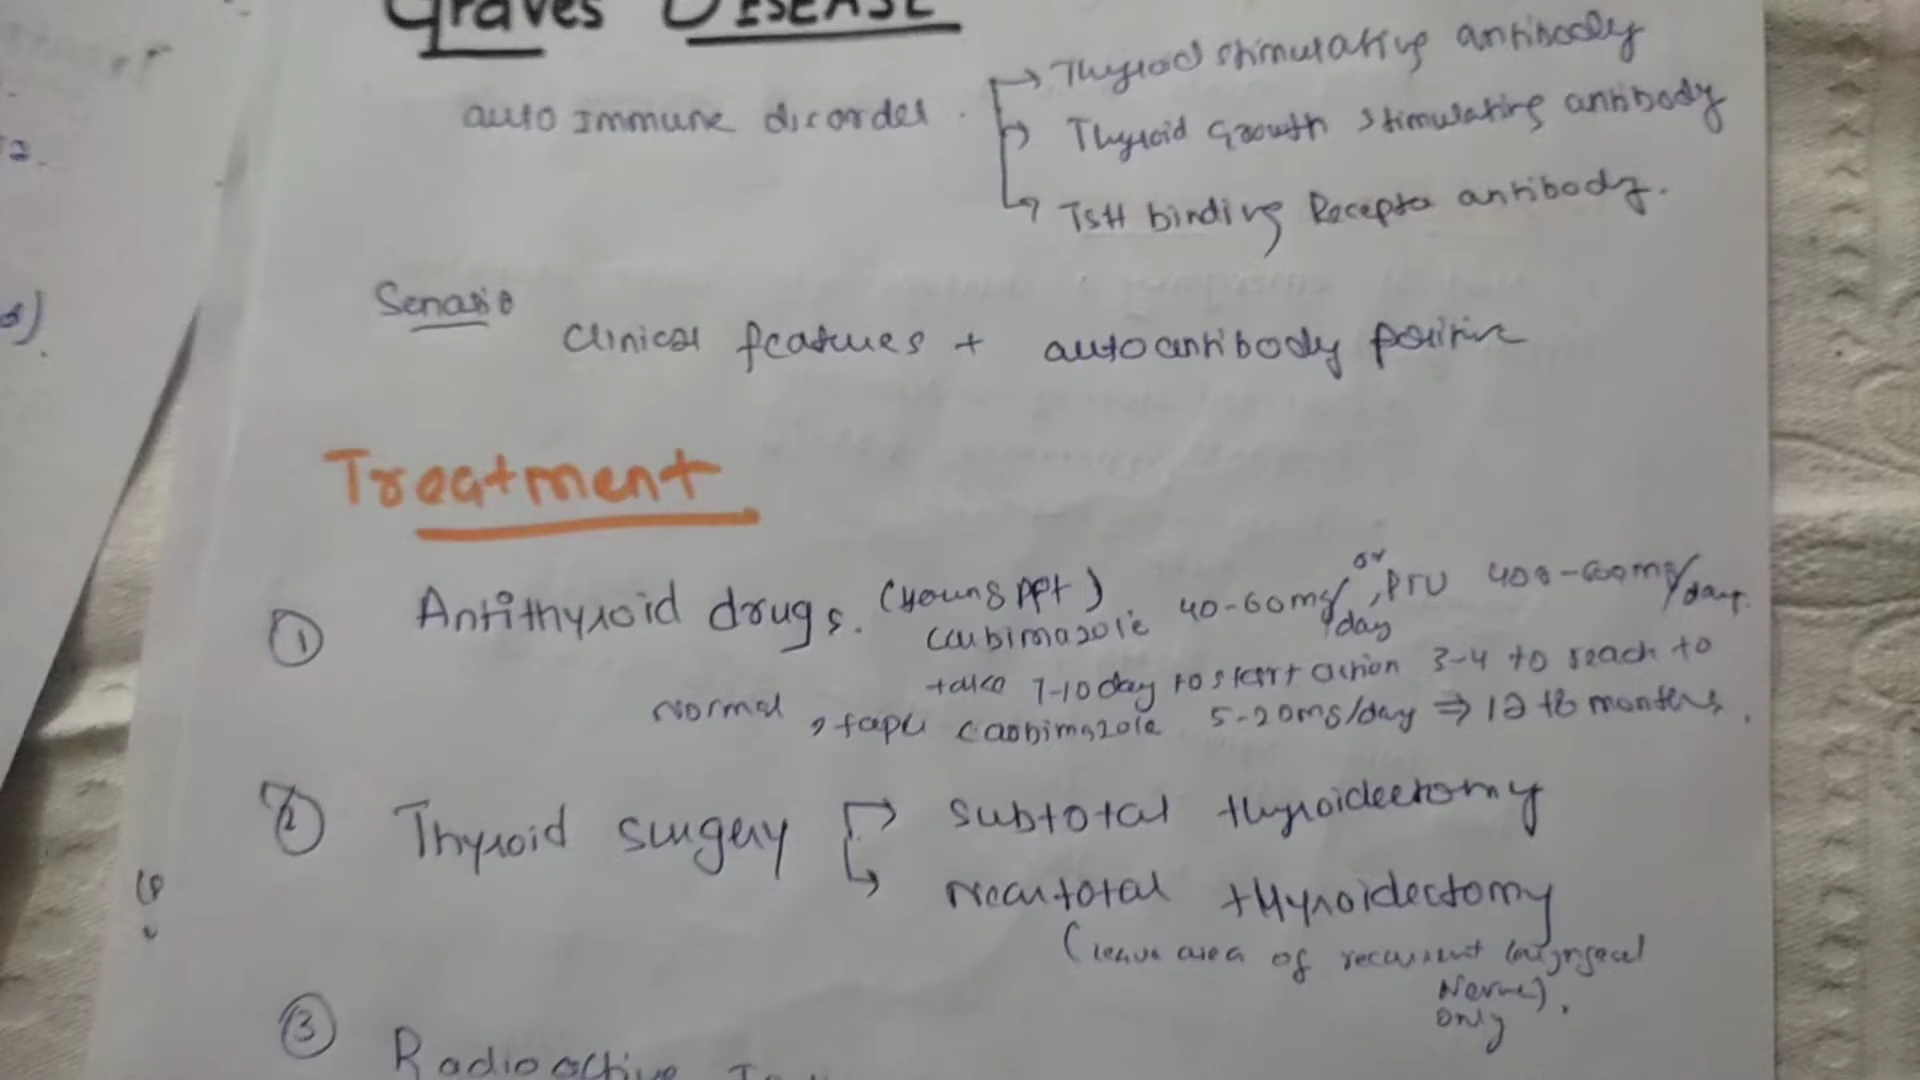 Graves DISEASE
auto Immune disorder
→ Thyroid stimulative antibody
→ Thyroid Growth stimulating antibody
→ TSH binding Receptor antibody.
Senario
Clinical features + autoantibody positive
Treatment
① Antithyroid drugs. (young ppt)
Carbimazole 40-60mg/day or, PTU 400-600mg/day.
take 7-10 day to start action 3-4 to reach to
normal, taper Carbimazole 5-20mg/day ⇒ 12 18 months.
② Thyroid surgery → subtotal thyroidectomy
→ Neartotal tHyroidectomy
(leave area of recurrent laryngeal
Nerve).
only
③ Radioactive